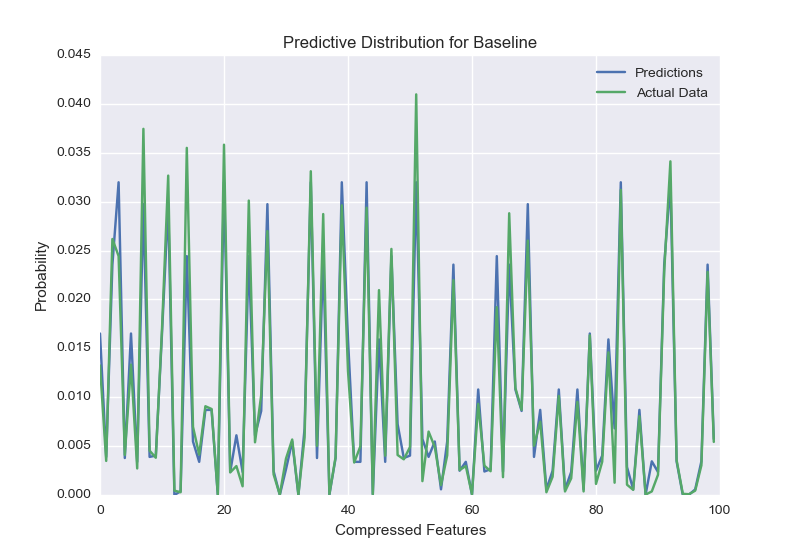 Predictive Distribution for Baseline
0.045
0.040
0.035
0.030
0.025
0.020
0.015
0.010
0.005
0.000
Probability
Predictions
Actual Data
0 20 40 60 80 100
Compressed Features